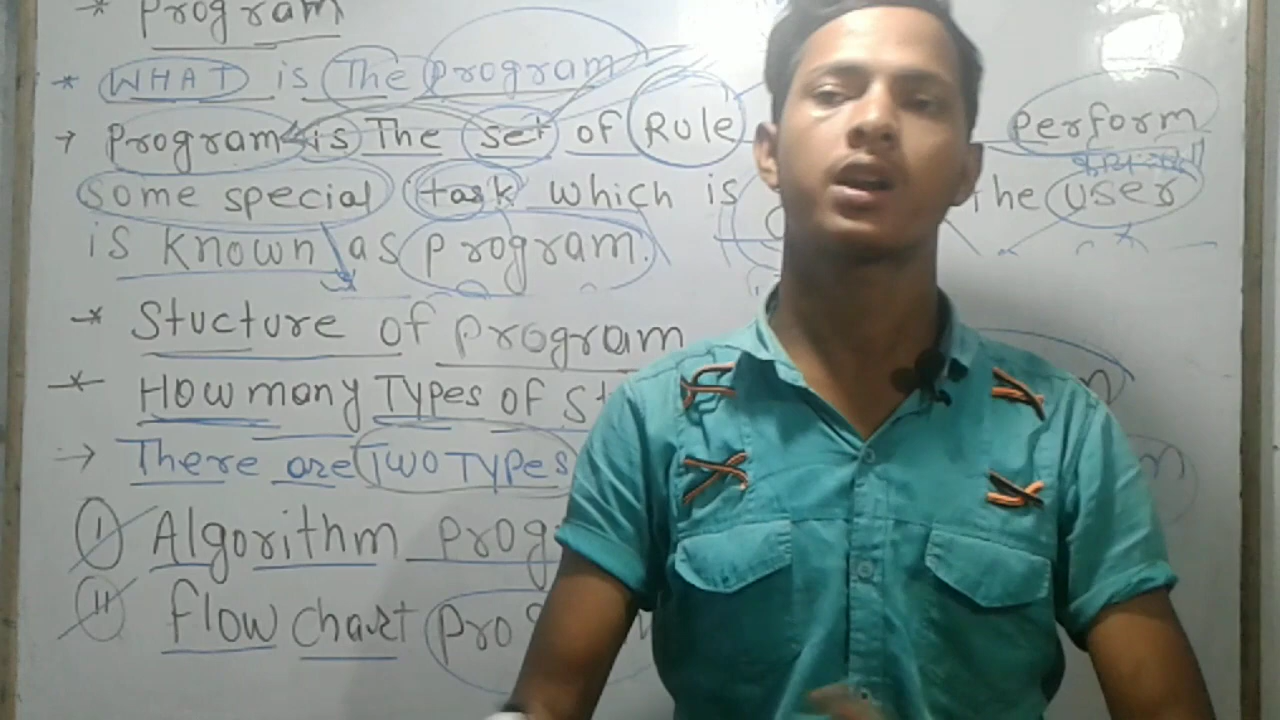 * Program
* WHAT is The program
→ Program is The set of Rule perform
some special task which is the user
is known as program.
* Stucture of program
* How many Types of St
→ There are Two Types
I Algorithm prog
II flow chart pro